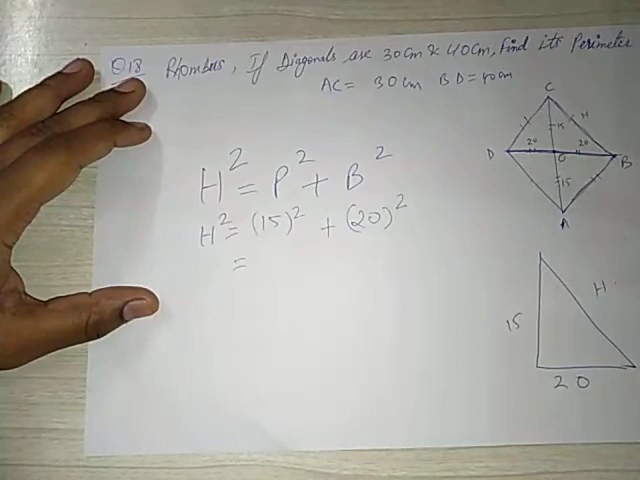 Q18 Rhombus, If Diagonals are 30cm & 40cm, Find its Perimeter
AC = 30cm BD = 40cm
H² = P² + B²
H² = (15)² + (20)²
=
C
H
15
D 20 O 20 B
15
A
H
15
20